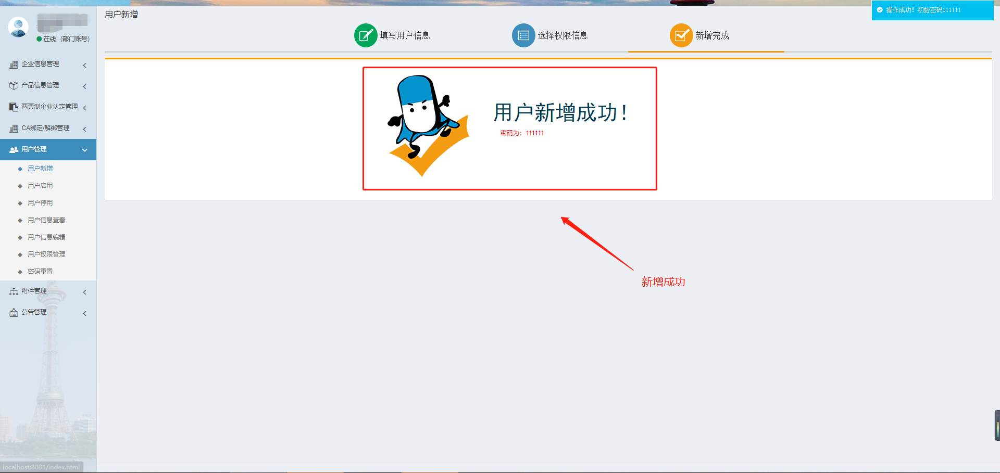 用户新增
操作成功！初始密码111111
在线 (部门账号)
填写用户信息
选择权限信息
新增完成
企业信息管理
产品信息管理
两票制企业认定管理
CA绑定/解绑管理
用户管理
用户新增
用户启用
用户停用
用户信息查看
用户信息编辑
用户权限管理
密码重置
附件管理
公告管理
用户新增成功！
密码为：111111
新增成功
localhost:8081/index.html